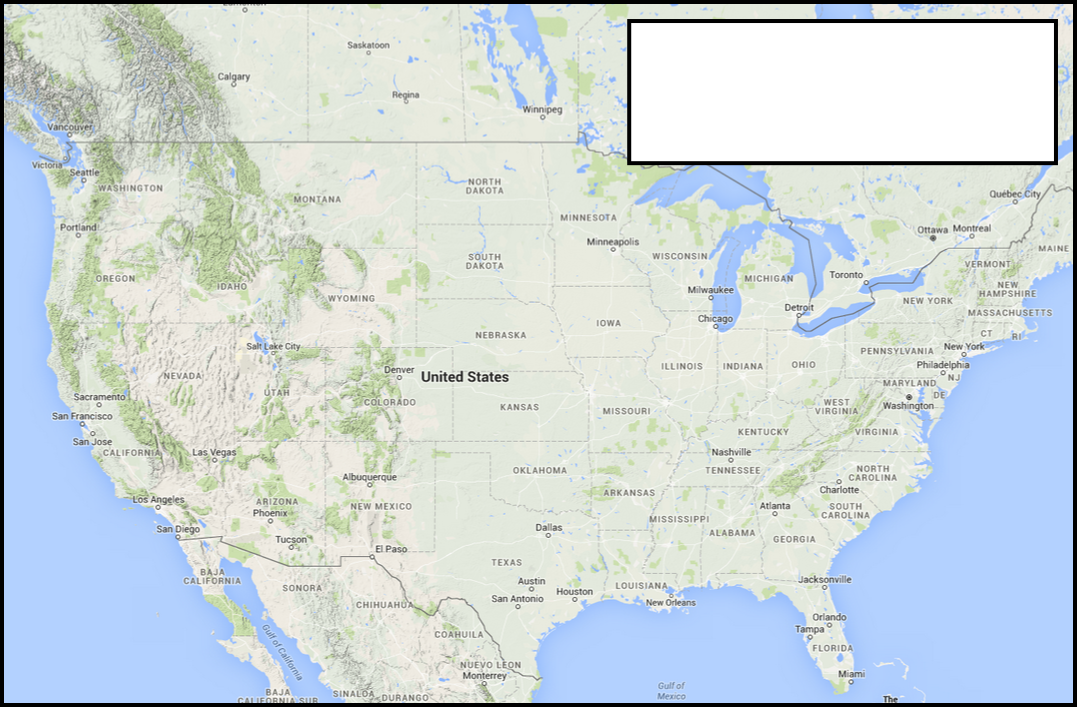 Saskatoon
Calgary
Regina
Winnipeg
Vancouver
Victoria
Seattle
WASHINGTON
NORTH
DAKOTA
MONTANA
Québec City
MINNESOTA
Portland
Ottawa
Montreal
Minneapolis
MAINE
WISCONSIN
SOUTH
DAKOTA
VERMONT
OREGON
IDAHO
MICHIGAN
Toronto
NEW
HAMPSHIRE
Milwaukee
WYOMING
NEW YORK
Detroit
MASSACHUSETTS
Chicago
IOWA
NEBRASKA
CT
RI
Salt Lake City
New York
PENNSYLVANIA
ILLINOIS
INDIANA
OHIO
Philadelphia
Denver
United States
NEVADA
NJ
MARYLAND
UTAH
DE
Sacramento
COLORADO
KANSAS
MISSOURI
WEST
VIRGINIA
Washington
San Francisco
KENTUCKY
VIRGINIA
San Jose
CALIFORNIA
Las Vegas
Nashville
TENNESSEE
OKLAHOMA
NORTH
CAROLINA
Albuquerque
Charlotte
ARKANSAS
Los Angeles
ARIZONA
Phoenix
NEW MEXICO
Atlanta
SOUTH
CAROLINA
MISSISSIPPI
San Diego
Dallas
ALABAMA
GEORGIA
Tucson
El Paso
TEXAS
BAJA
CALIFORNIA
SONORA
Austin
LOUISIANA
Jacksonville
San Antonio
Houston
CHIHUAHUA
New Orleans
Orlando
Tampa
COAHUILA
Gulf of California
FLORIDA
NUEVO LEON
Monterrey
Miami
Gulf of
Mexico
BAJA
CALIFORNIA SUR
SINALOA
DURANGO
The